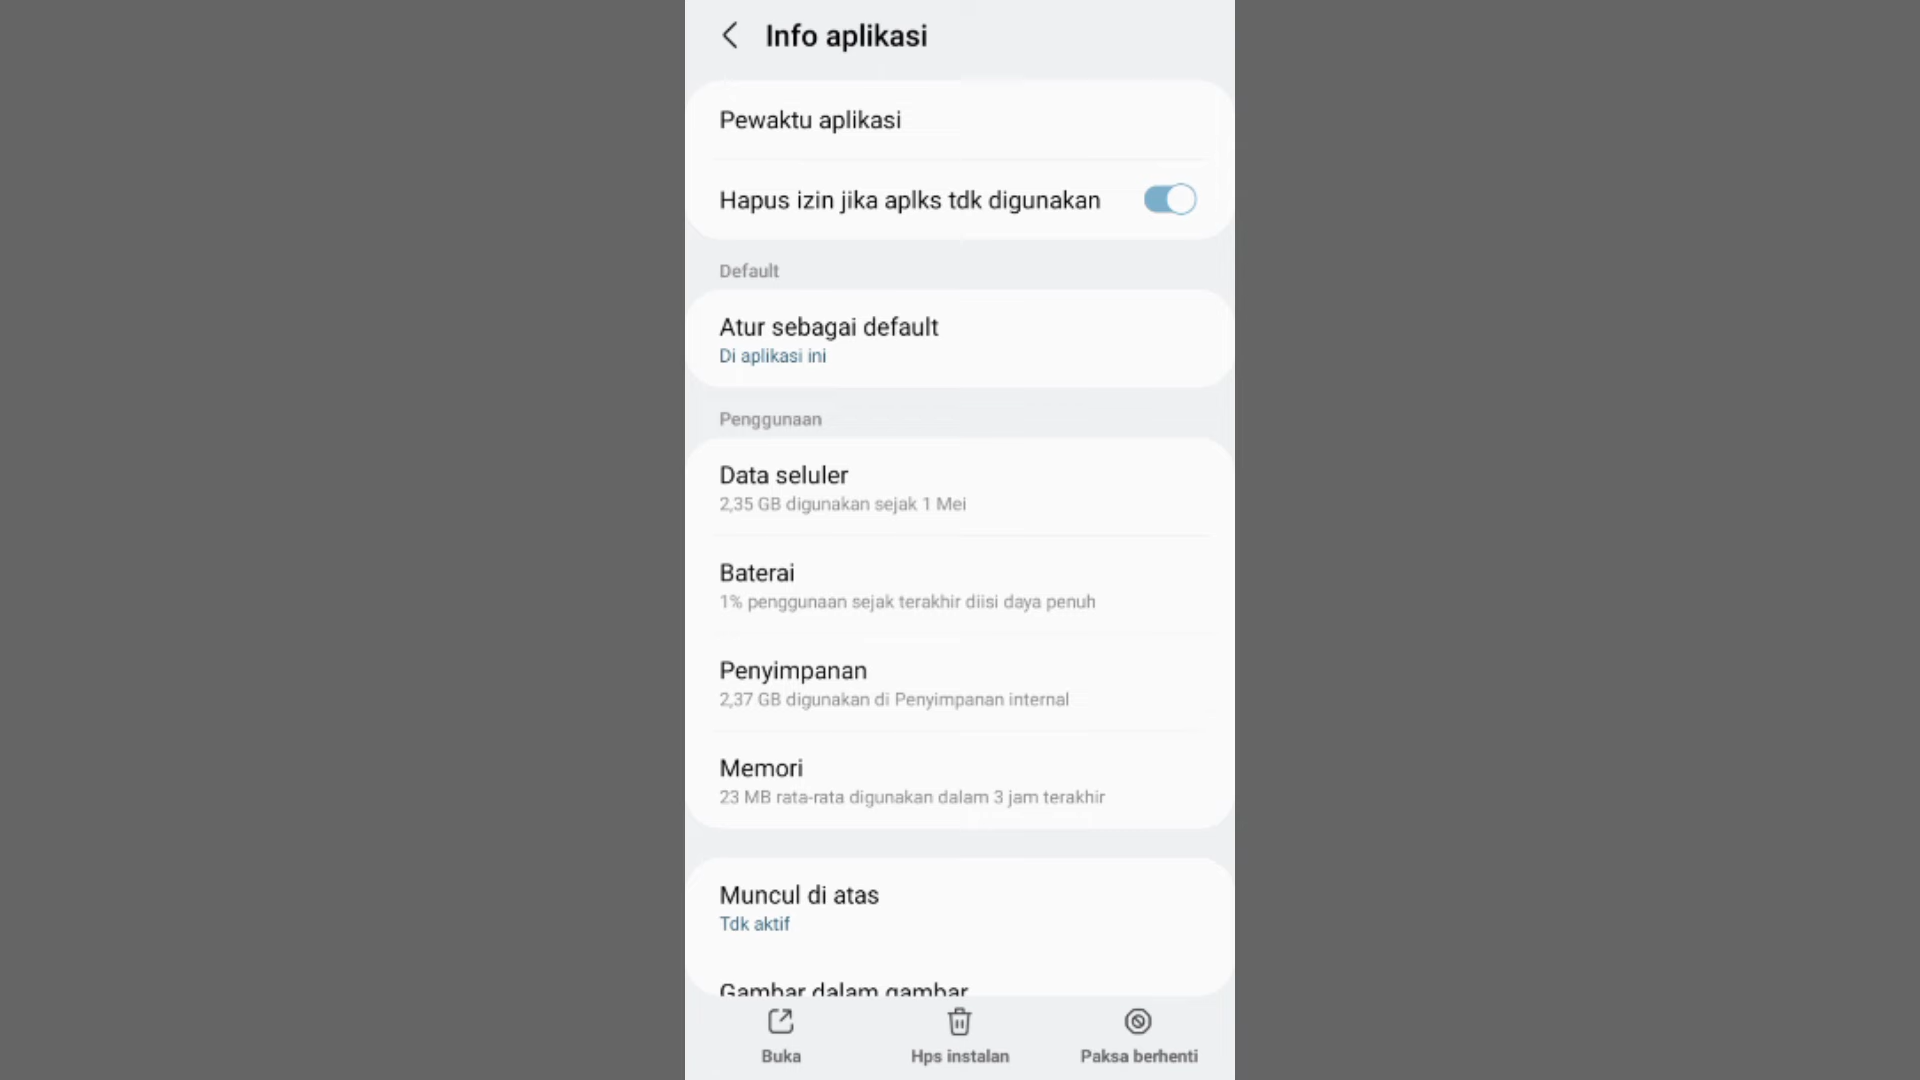 Info aplikasi
Pewaktu aplikasi
Hapus izin jika aplks tdk digunakan
Default
Atur sebagai default
Di aplikasi ini
Penggunaan
Data seluler
2,35 GB digunakan sejak 1 Mei
Baterai
1% penggunaan sejak terakhir diisi daya penuh
Penyimpanan
2,37 GB digunakan di Penyimpanan internal
Memori
23 MB rata-rata digunakan dalam 3 jam terakhir
Muncul di atas
Tdk aktif
Gambar dalam gambar
Buka
Hps instalan
Paksa berhenti